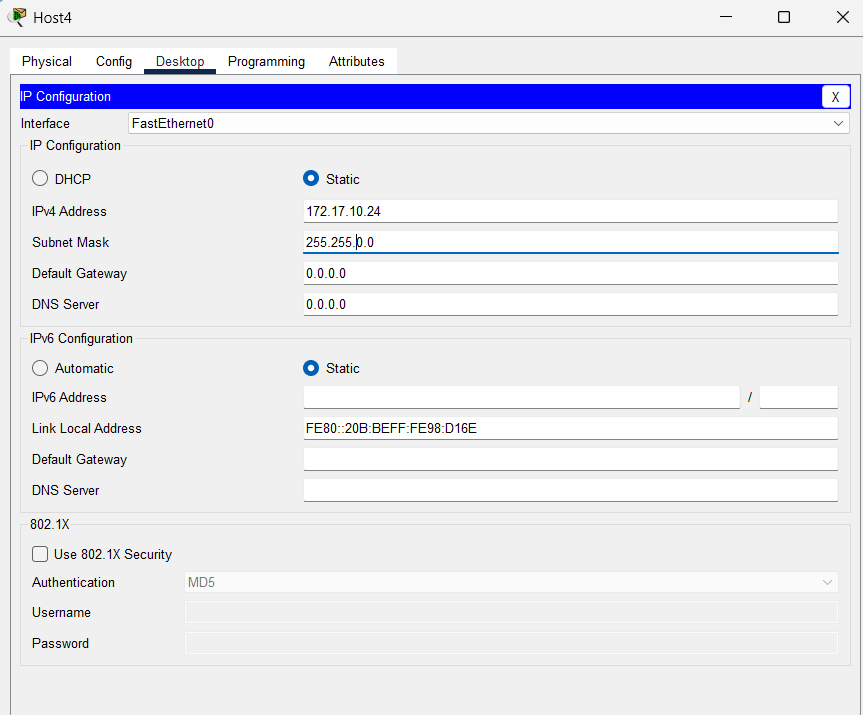 Host4
Physical Config Desktop Programming Attributes
IP Configuration X
Interface FastEthernet0
IP Configuration
DHCP Static
IPv4 Address 172.17.10.24
Subnet Mask 255.255.0.0
Default Gateway 0.0.0.0
DNS Server 0.0.0.0
IPv6 Configuration
Automatic Static
IPv6 Address /
Link Local Address FE80::20B:BEFF:FE98:D16E
Default Gateway
DNS Server
802.1X
Use 802.1X Security
Authentication MD5
Username
Password